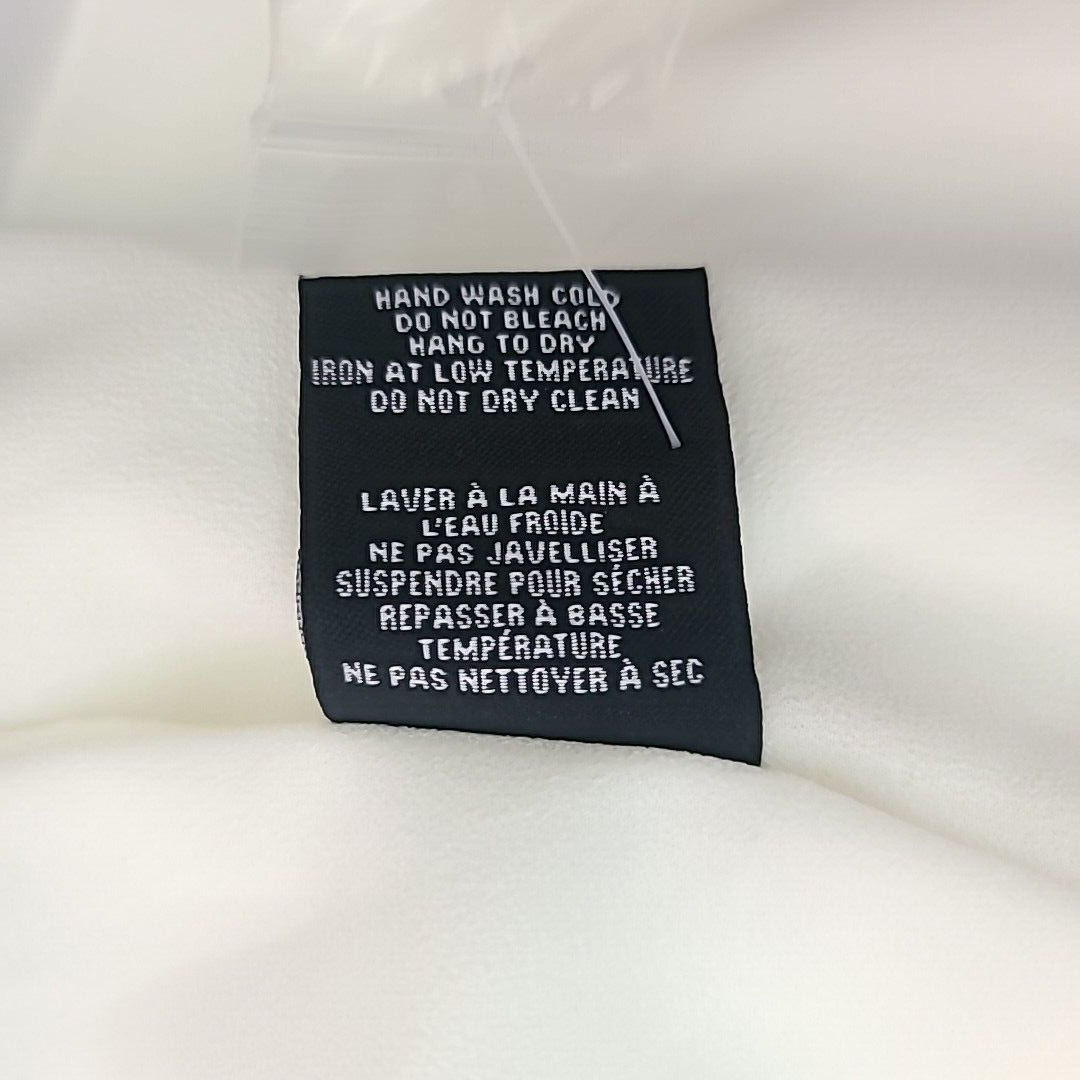 HAND WASH COLD
DO NOT BLEACH
HANG TO DRY
IRON AT LOW TEMPERATURE
DO NOT DRY CLEAN
LAVER À LA MAIN À
L'EAU FROIDE
NE PAS JAVELLISER
SUSPENDRE POUR SÉCHER
REPASSER À BASSE
TEMPÉRATURE
NE PAS NETTOYER À SEC